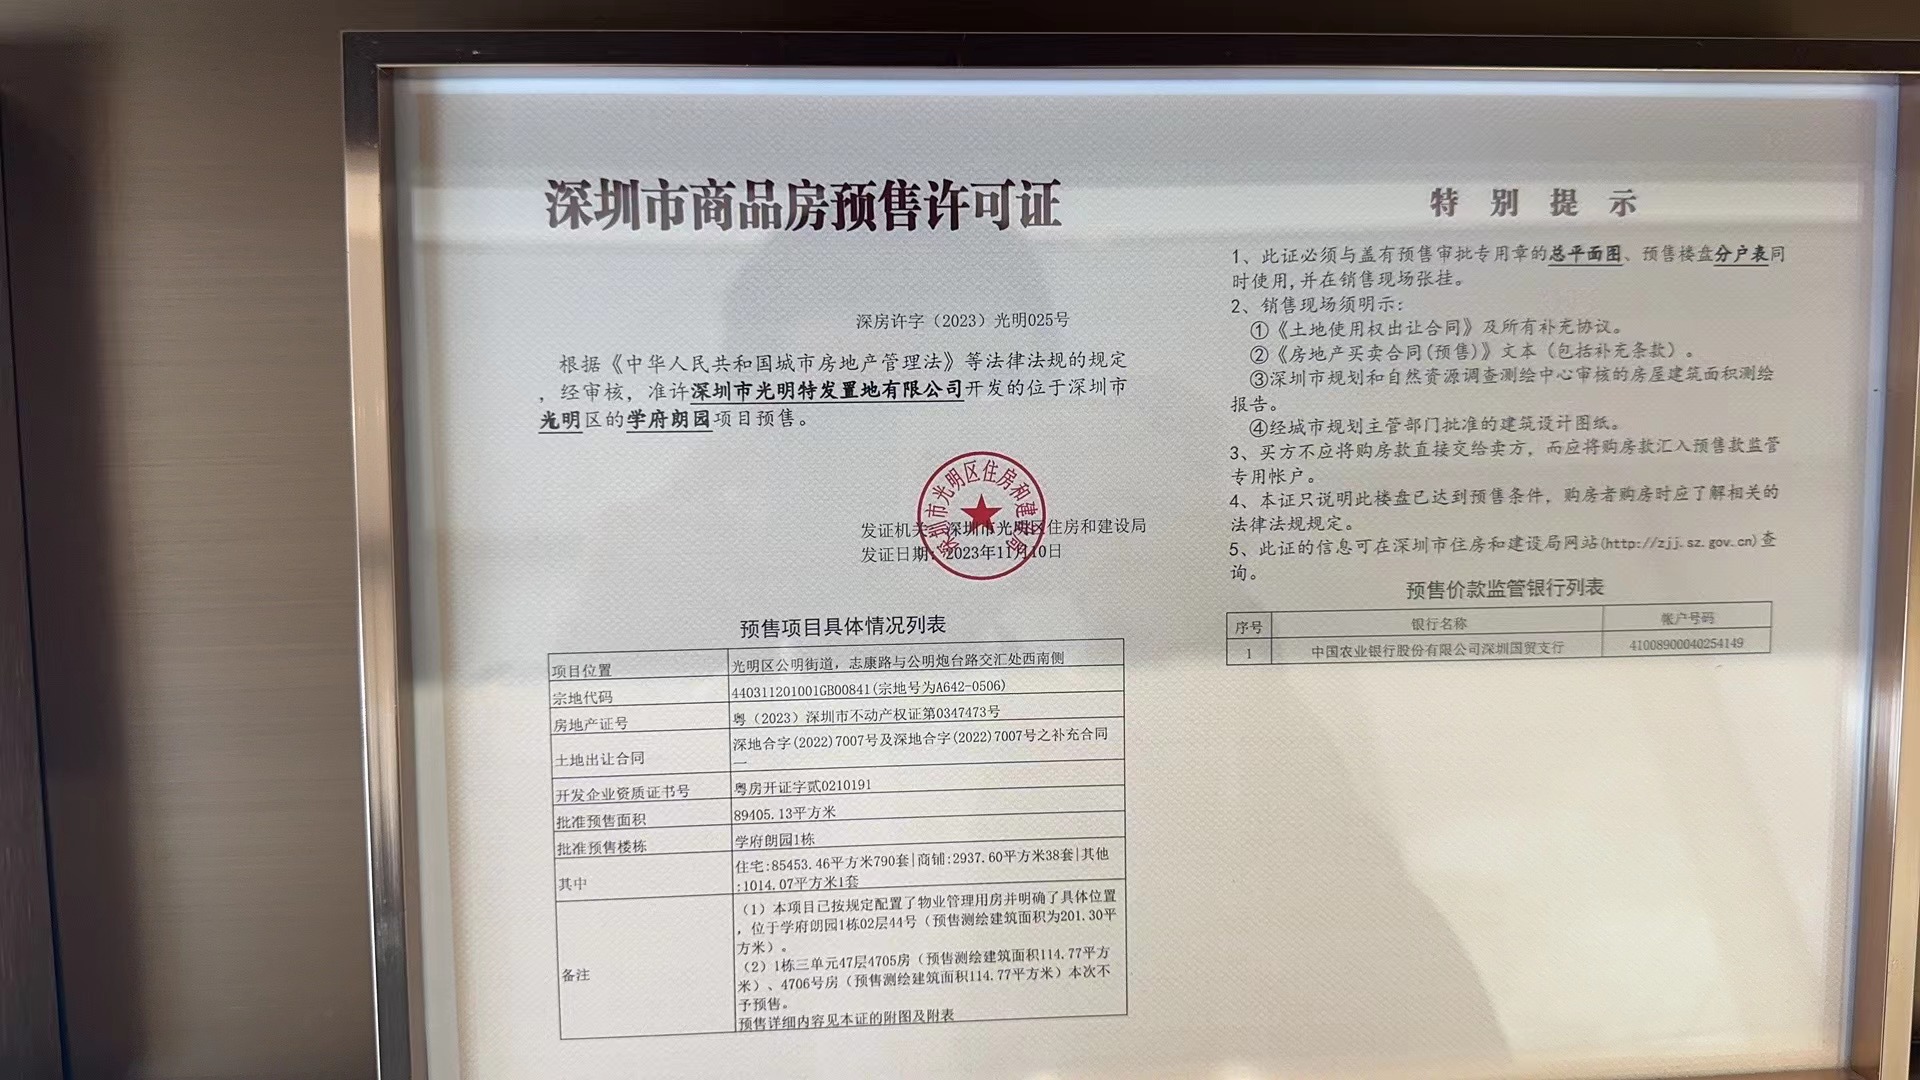 深圳市商品房预售许可证
深房许字（2023）光明025号
根据《中华人民共和国城市房地产管理法》等法律法规的规定
，经审核，准许深圳市光明特发置地有限公司开发的位于深圳市
光明区的学府朗园项目预售。
深圳市光明区住房和建设局
发证机关：深圳市光明区住房和建设局
发证日期：2023年11月10日
预售项目具体情况列表
项目位置 光明区公明街道，志康路与公明炮台路交汇处西南侧
宗地代码 440311201001GB00841(宗地号为A642-0506)
房地产证号 粤（2023）深圳市不动产权证第0347473号
土地出让合同 深地合字(2022)7007号及深地合字(2022)7007号之补充合同
一
开发企业资质证书号 粤房开证字贰0210191
批准预售面积 89405.13平方米
批准预售楼栋 学府朗园1栋
其中 住宅:85453.46平方米790套|商铺:2937.60平方米38套|其他
:1014.07平方米1套
备注 （1）本项目已按规定配置了物业管理用房并明确了具体位置
，位于学府朗园1栋02层44号（预售测绘建筑面积为201.30平
方米）。
（2）1栋三单元47层4705房（预售测绘建筑面积114.77平方
米）、4706号房（预售测绘建筑面积114.77平方米）本次不
予预售。
预售详细内容见本证的附图及附表
特别提示
1、此证必须与盖有预售审批专用章的总平面图、预售楼盘分户表同
时使用,并在销售现场张挂。
2、销售现场须明示：
①《土地使用权出让合同》及所有补充协议。
②《房地产买卖合同(预售)》文本（包括补充条款）。
③深圳市规划和自然资源调查测绘中心审核的房屋建筑面积测绘
报告。
④经城市规划主管部门批准的建筑设计图纸。
3、买方不应将购房款直接交给卖方，而应将购房款汇入预售款监管
专用帐户。
4、本证只说明此楼盘已达到预售条件，购房者购房时应了解相关的
法律法规规定。
5、此证的信息可在深圳市住房和建设局网站(http://zjj.sz.gov.cn)查
询。
预售价款监管银行列表
序号 银行名称 帐户号码
1 中国农业银行股份有限公司深圳国贸支行 41008900040254149